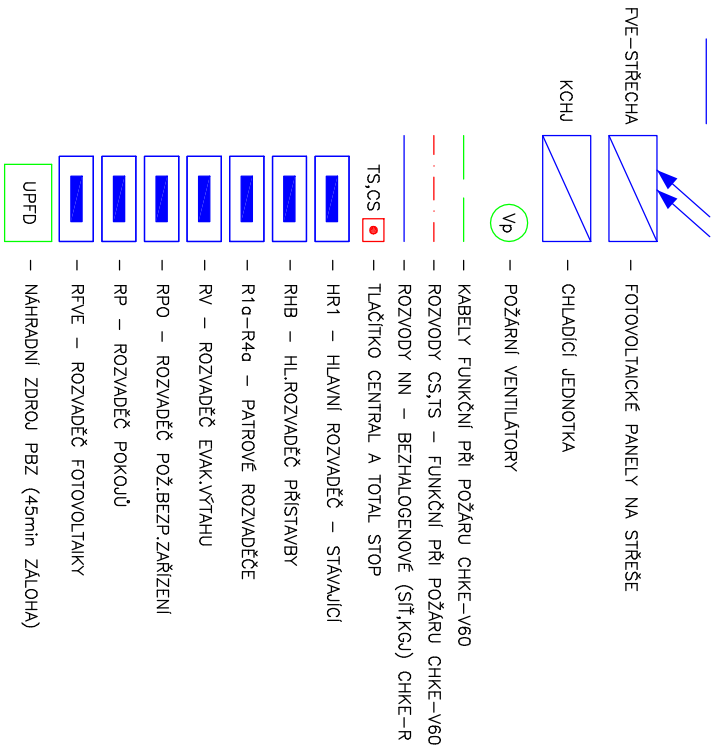 FVE-STŘECHA - FOTOVOLTAICKÉ PANELY NA STŘEŠE
KCHJ - CHLADÍCÍ JEDNOTKA
Vp - POŽÁRNÍ VENTILÁTORY
- KABELY FUNKČNÍ PŘI POŽÁRU CHKE-V60
- ROZVODY CS,TS - FUNKČNÍ PŘI POŽÁRU CHKE-V60
- ROZVODY NN - BEZHALOGENOVÉ (SÍŤ,KGJ) CHKE-R
TS,CS - TLAČÍTKO CENTRAL A TOTAL STOP
- HR1 - HLAVNÍ ROZVADĚČ - STÁVAJÍCÍ
- RHB - HL.ROZVADĚČ PŘÍSTAVBY
- R1a-R4a - PATROVÉ ROZVADĚČE
- RV - ROZVADĚČ EVAK.VÝTAHU
- RPO - ROZVADĚČ POŽ.BEZP.ZAŘÍZENÍ
- RP - ROZVADĚČ POKOJŮ
- RFVE - ROZVADĚČ FOTOVOLTAIKY
UPFD - NÁHRADNÍ ZDROJ PBZ (45min ZÁLOHA)